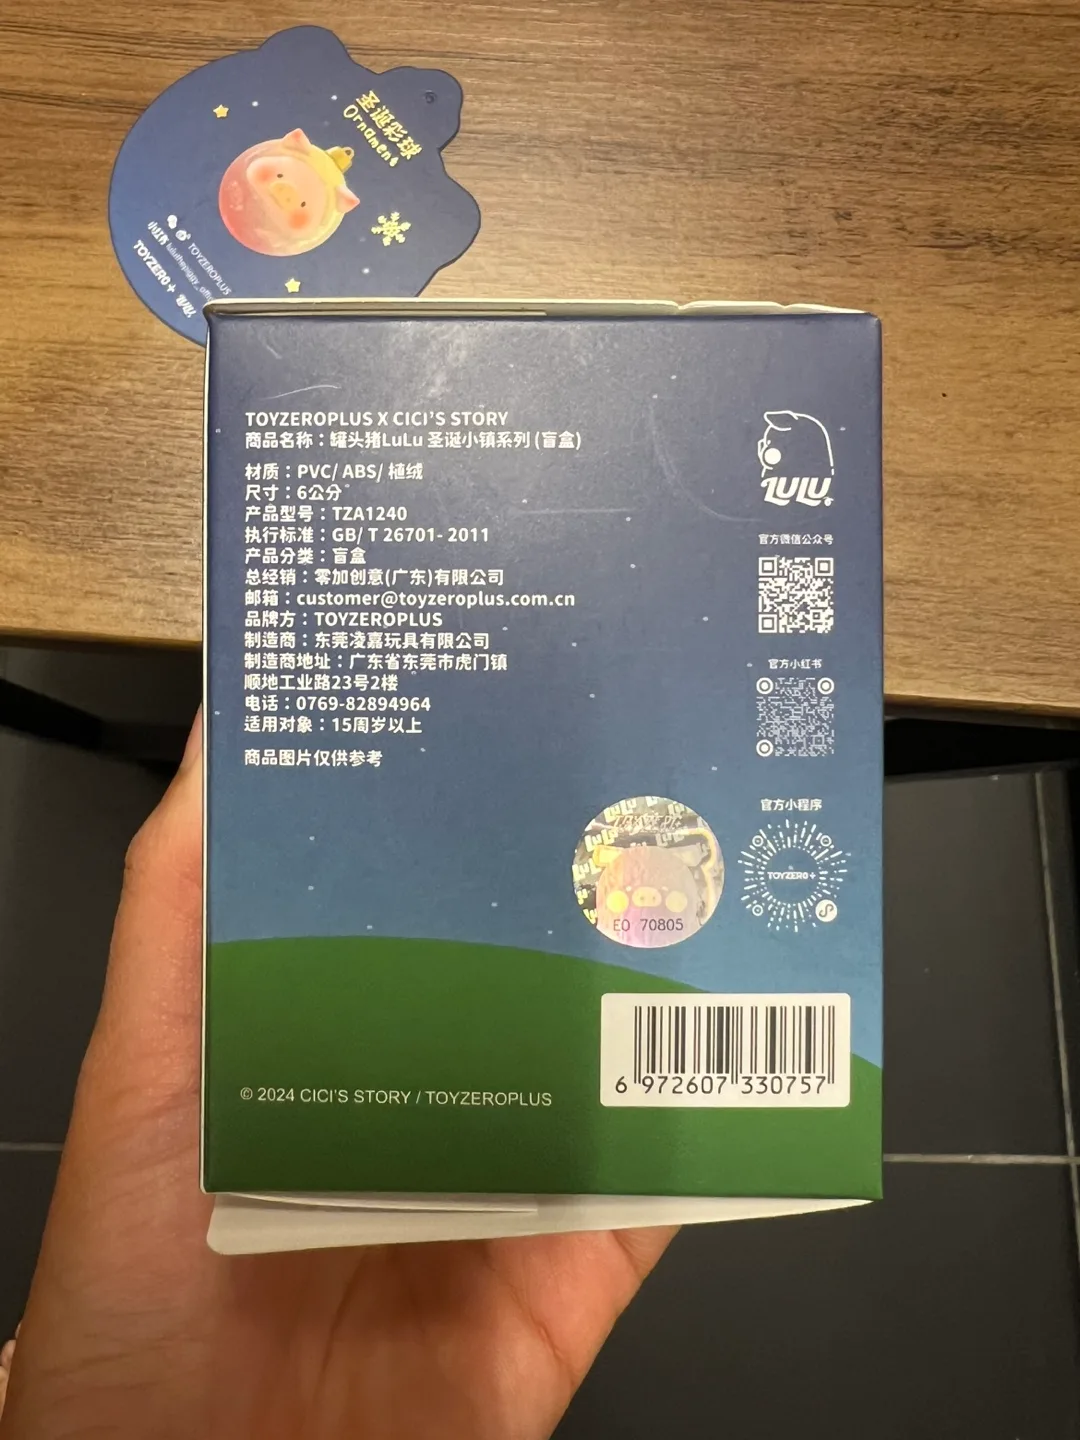 圣诞彩球
Ornament
TOYZEROPLUS
小红书 luluthepiggy_offi
TOYZERO+ LULU
TOYZEROPLUS X CICI'S STORY
商品名称：罐头猪LuLu 圣诞小镇系列 (盲盒)
材质：PVC/ ABS/ 植绒
尺寸：6公分
产品型号：TZA1240
执行标准：GB/ T 26701- 2011
产品分类：盲盒
总经销：零加创意(广东)有限公司
邮箱：customer@toyzeroplus.com.cn
品牌方：TOYZEROPLUS
制造商：东莞凌嘉玩具有限公司
制造商地址：广东省东莞市虎门镇
顺地工业路23号2楼
电话：0769-82894964
适用对象：15周岁以上
商品图片仅供参考
LULU
官方微信公众号
官方小红书
官方小程序
TOYZERO+
EO 70805
6 972607 330757
© 2024 CICI'S STORY / TOYZEROPLUS